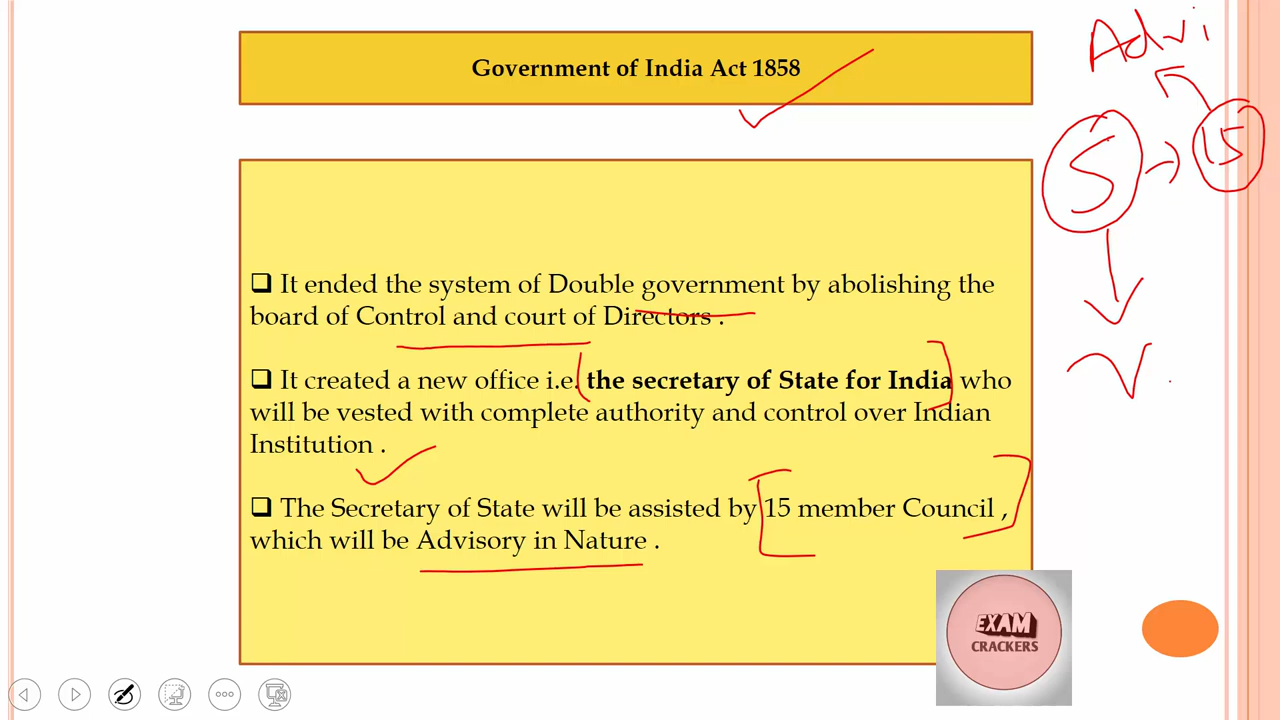 Government of India Act 1858
Advi
S → 15
V
❑ It ended the system of Double government by abolishing the
board of Control and court of Directors .
❑ It created a new office i.e. the secretary of State for India who
will be vested with complete authority and control over Indian
Institution .
❑ The Secretary of State will be assisted by 15 member Council ,
which will be Advisory in Nature .
EXAM
CRACKERS